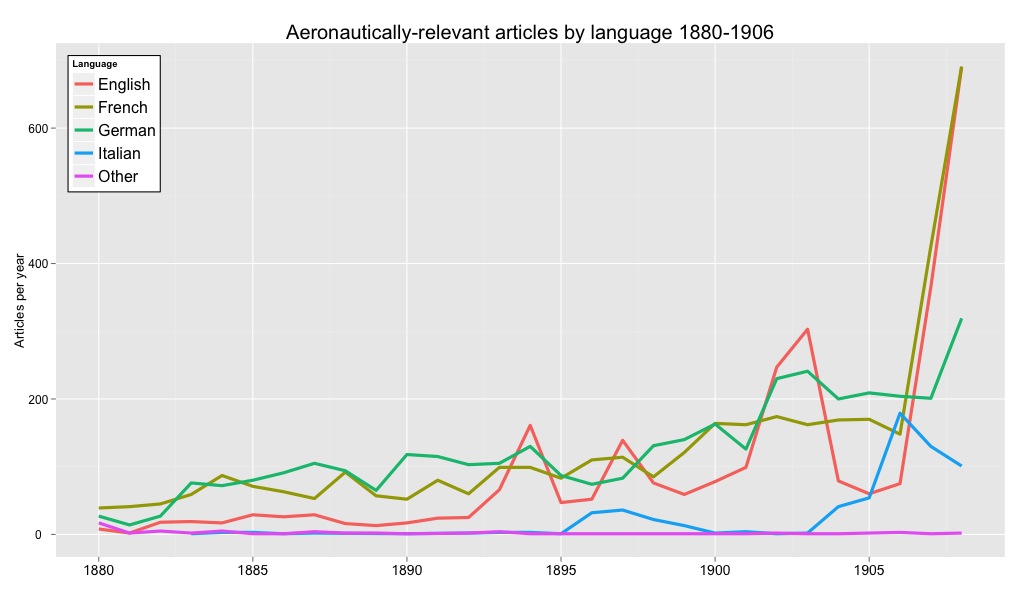 Aeronautically-relevant articles by language 1880-1906
Language
English
French
German
Italian
Other
Articles per year
600
400
200
0
1880 1885 1890 1895 1900 1905